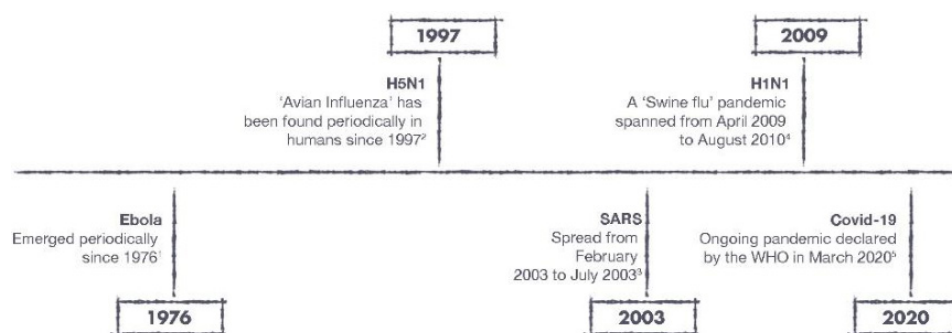 1997
2009
H5N1
'Avian Influenza' has
been found periodically in
humans since 1997²
H1N1
A 'Swine flu' pandemic
spanned from April 2009
to August 2010⁴
Ebola
Emerged periodically
since 1976¹
SARS
Spread from
February
2003 to July 2003³
Covid-19
Ongoing pandemic declared
by the WHO in March 2020⁵
1976
2003
2020